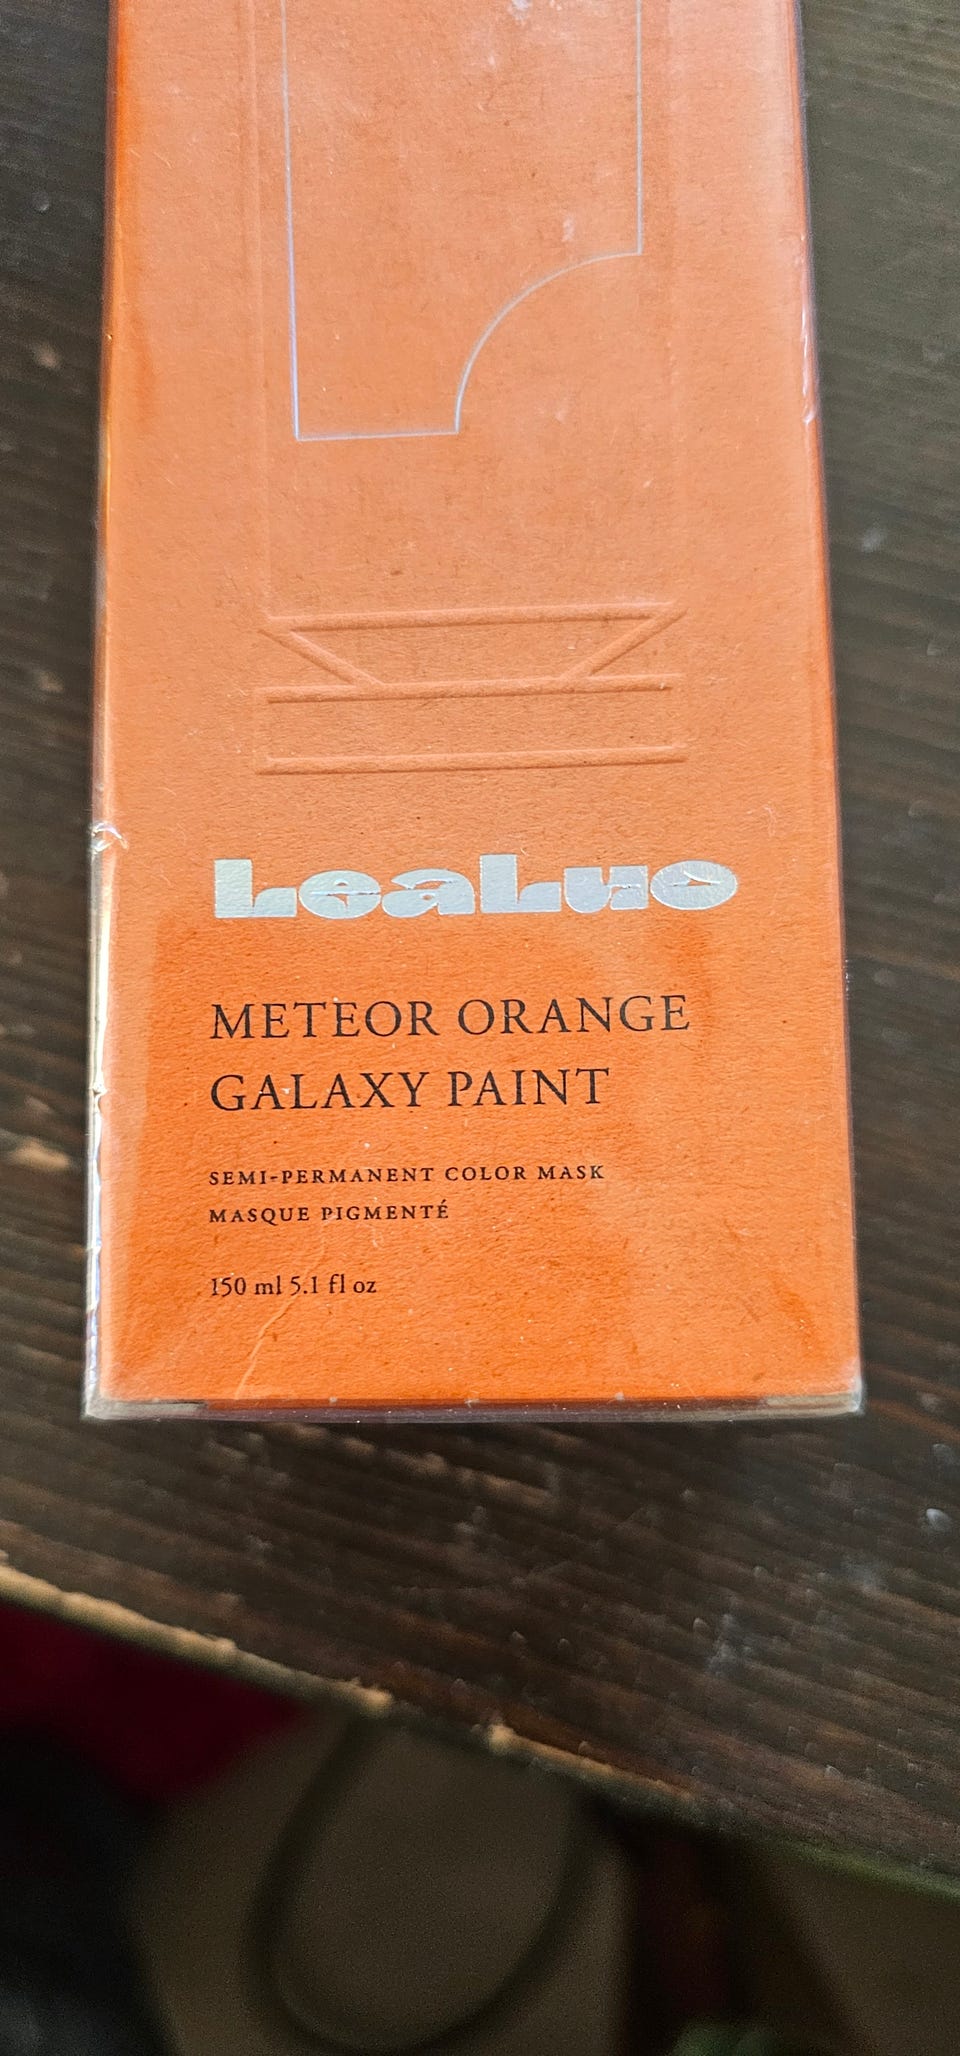 LeaLuo
METEOR ORANGE
GALAXY PAINT
SEMI-PERMANENT COLOR MASK
MASQUE PIGMENTÉ
150 ml 5.1 fl oz